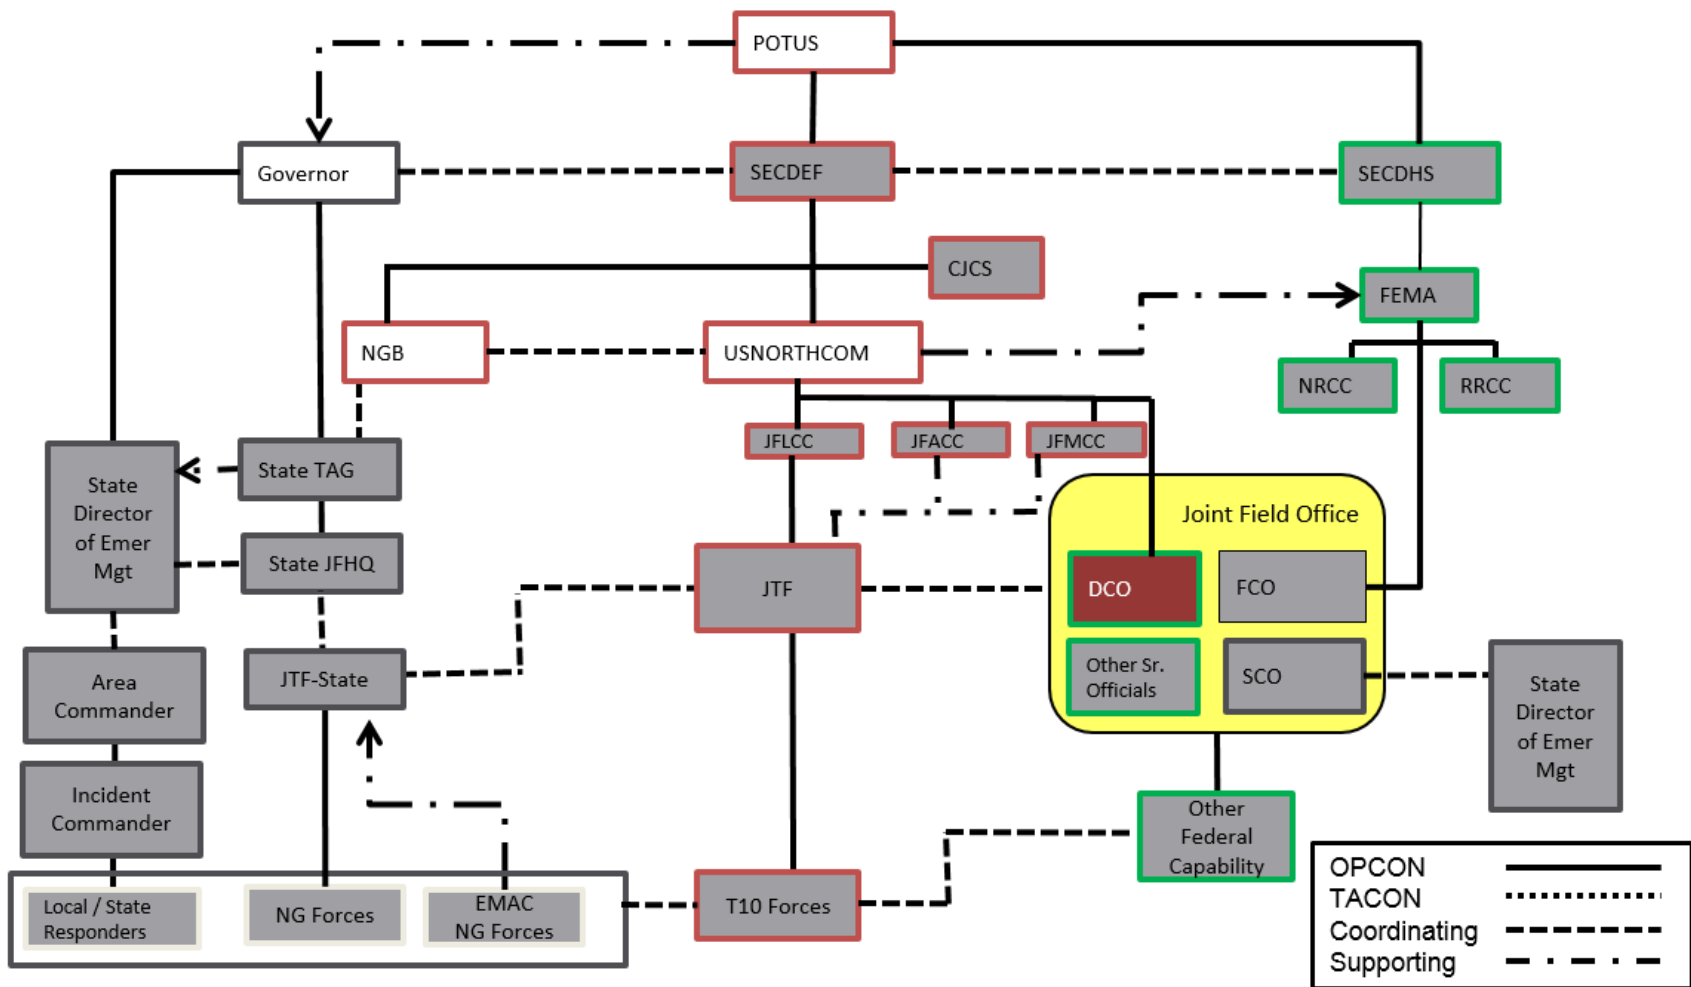 POTUS
Governor
SECDEF
SECDHS
CJCS
FEMA
NGB
USNORTHCOM
NRCC
RRCC
JFLCC
JFACC
JFMCC
State TAG
State
Director
of Emer
Mgt
Joint Field Office
State JFHQ
JTF
DCO
FCO
JTF-State
Other Sr.
Officials
SCO
Area
Commander
State
Director
of Emer
Mgt
Incident
Commander
Other
Federal
Capability
Local / State
Responders
NG Forces
EMAC
NG Forces
T10 Forces
OPCON
TACON
Coordinating
Supporting